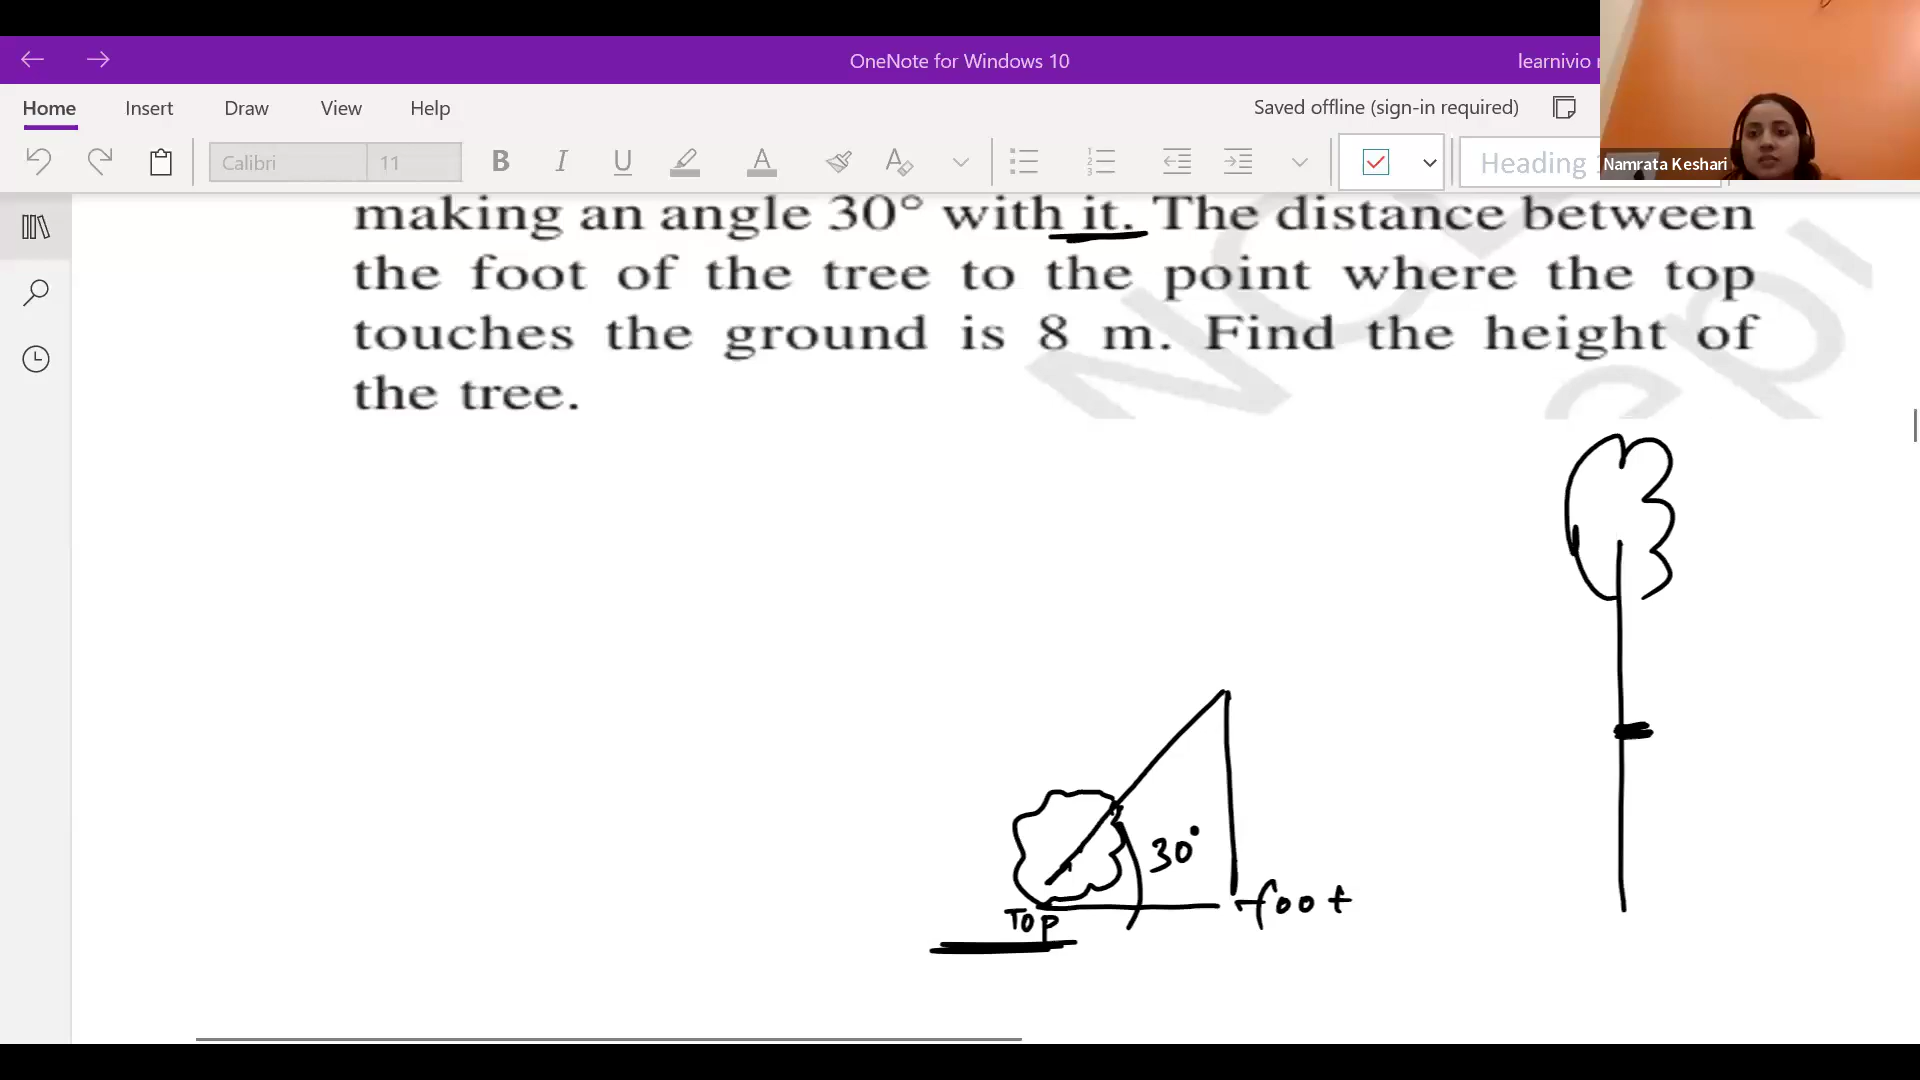 OneNote for Windows 10
learnivio
Home Insert Draw View Help
Saved offline (sign-in required)
Calibri 11
B I U A A
Heading
Namrata Keshari
making an angle 30° with it. The distance between
the foot of the tree to the point where the top
touches the ground is 8 m. Find the height of
the tree.
30°
Top
foot